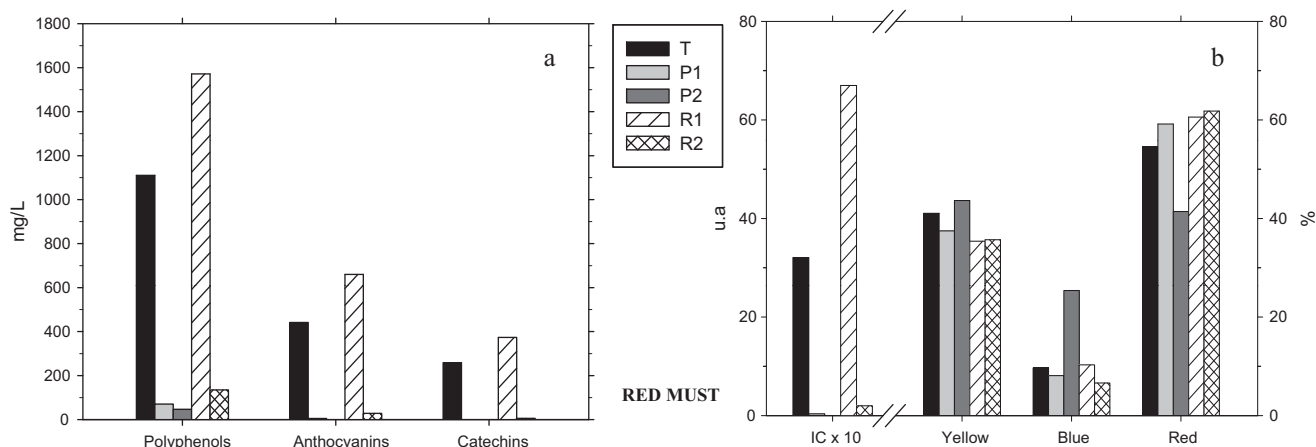 1800
1600
1400
1200
1000
800
600
400
200
0
mg/L
a
Polyphenols Anthocyanins Catechins
T
P1
P2
R1
R2
RED MUST
80
60
40
20
0
u.a
b
80
60
40
20
0
%
IC x 10 Yellow Blue Red